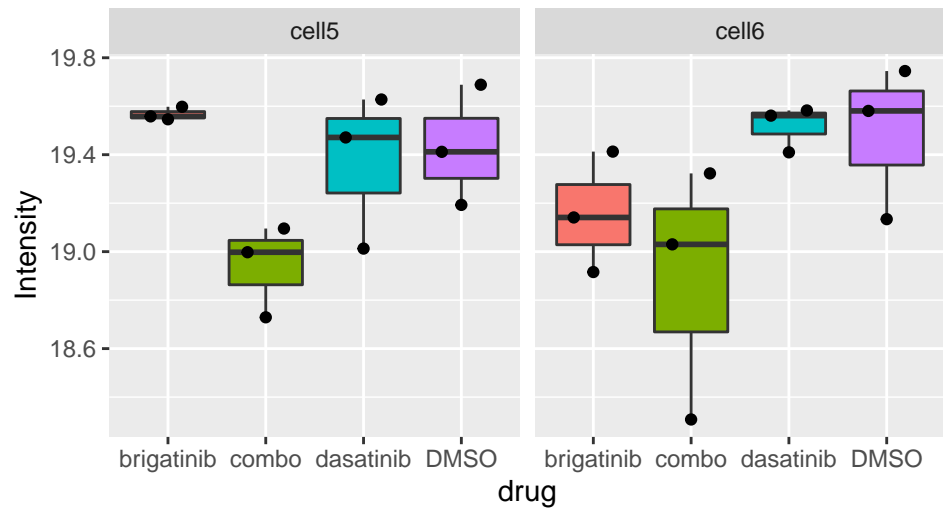 cell5 cell6
19.8
19.4
19.0
18.6
Intensity
brigatinib combo dasatinib DMSO brigatinib combo dasatinib DMSO
drug